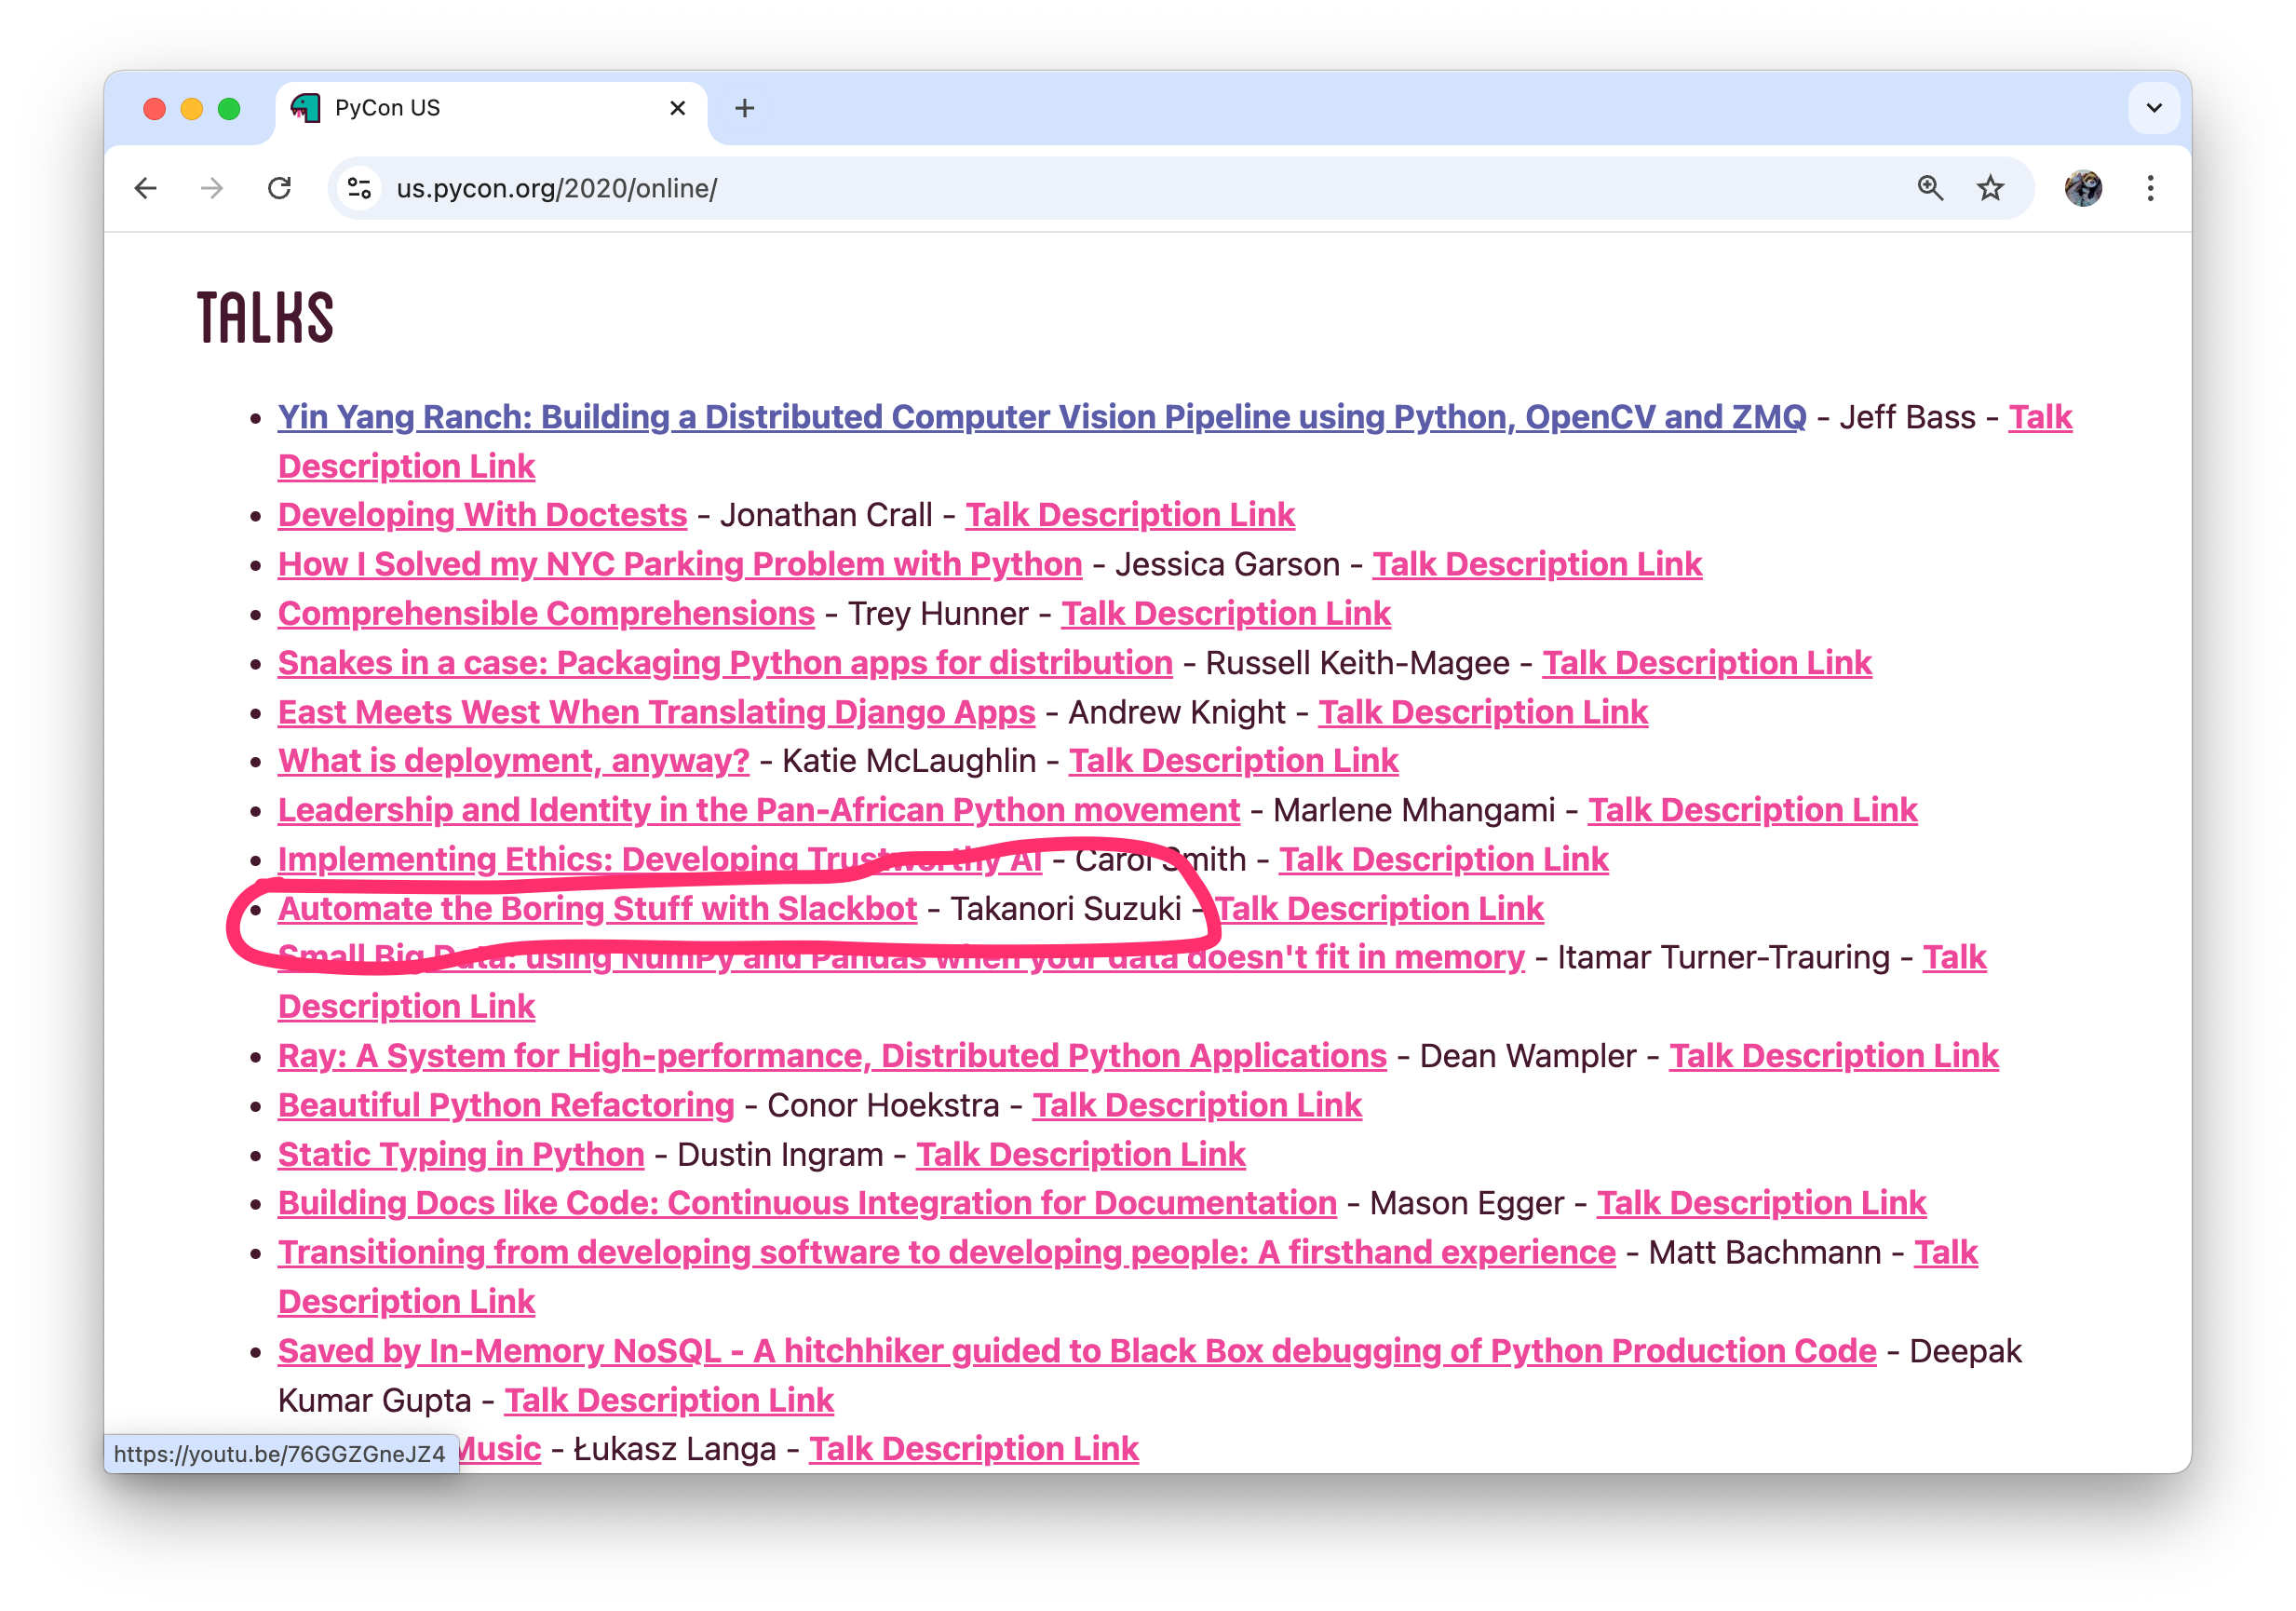 PyCon US
us.pycon.org/2020/online/
TALKS
Yin Yang Ranch: Building a Distributed Computer Vision Pipeline using Python, OpenCV and ZMQ - Jeff Bass - Talk
Description Link
Developing With Doctests - Jonathan Crall - Talk Description Link
How I Solved my NYC Parking Problem with Python - Jessica Garson - Talk Description Link
Comprehensible Comprehensions - Trey Hunner - Talk Description Link
Snakes in a case: Packaging Python apps for distribution - Russell Keith-Magee - Talk Description Link
East Meets West When Translating Django Apps - Andrew Knight - Talk Description Link
What is deployment, anyway? - Katie McLaughlin - Talk Description Link
Leadership and Identity in the Pan-African Python movement - Marlene Mhangami - Talk Description Link
Implementing Ethics: Developing Trustworthy AI - Carol Smith - Talk Description Link
Automate the Boring Stuff with Slackbot - Takanori Suzuki - Talk Description Link
Small Big Data: using NumPy and Pandas when your data doesn't fit in memory - Itamar Turner-Trauring - Talk
Description Link
Ray: A System for High-performance, Distributed Python Applications - Dean Wampler - Talk Description Link
Beautiful Python Refactoring - Conor Hoekstra - Talk Description Link
Static Typing in Python - Dustin Ingram - Talk Description Link
Building Docs like Code: Continuous Integration for Documentation - Mason Egger - Talk Description Link
Transitioning from developing software to developing people: A firsthand experience - Matt Bachmann - Talk
Description Link
Saved by In-Memory NoSQL - A hitchhiker guided to Black Box debugging of Python Production Code - Deepak
Kumar Gupta - Talk Description Link
Music - Łukasz Langa - Talk Description Link
https://youtu.be/76GGZGneJZ4